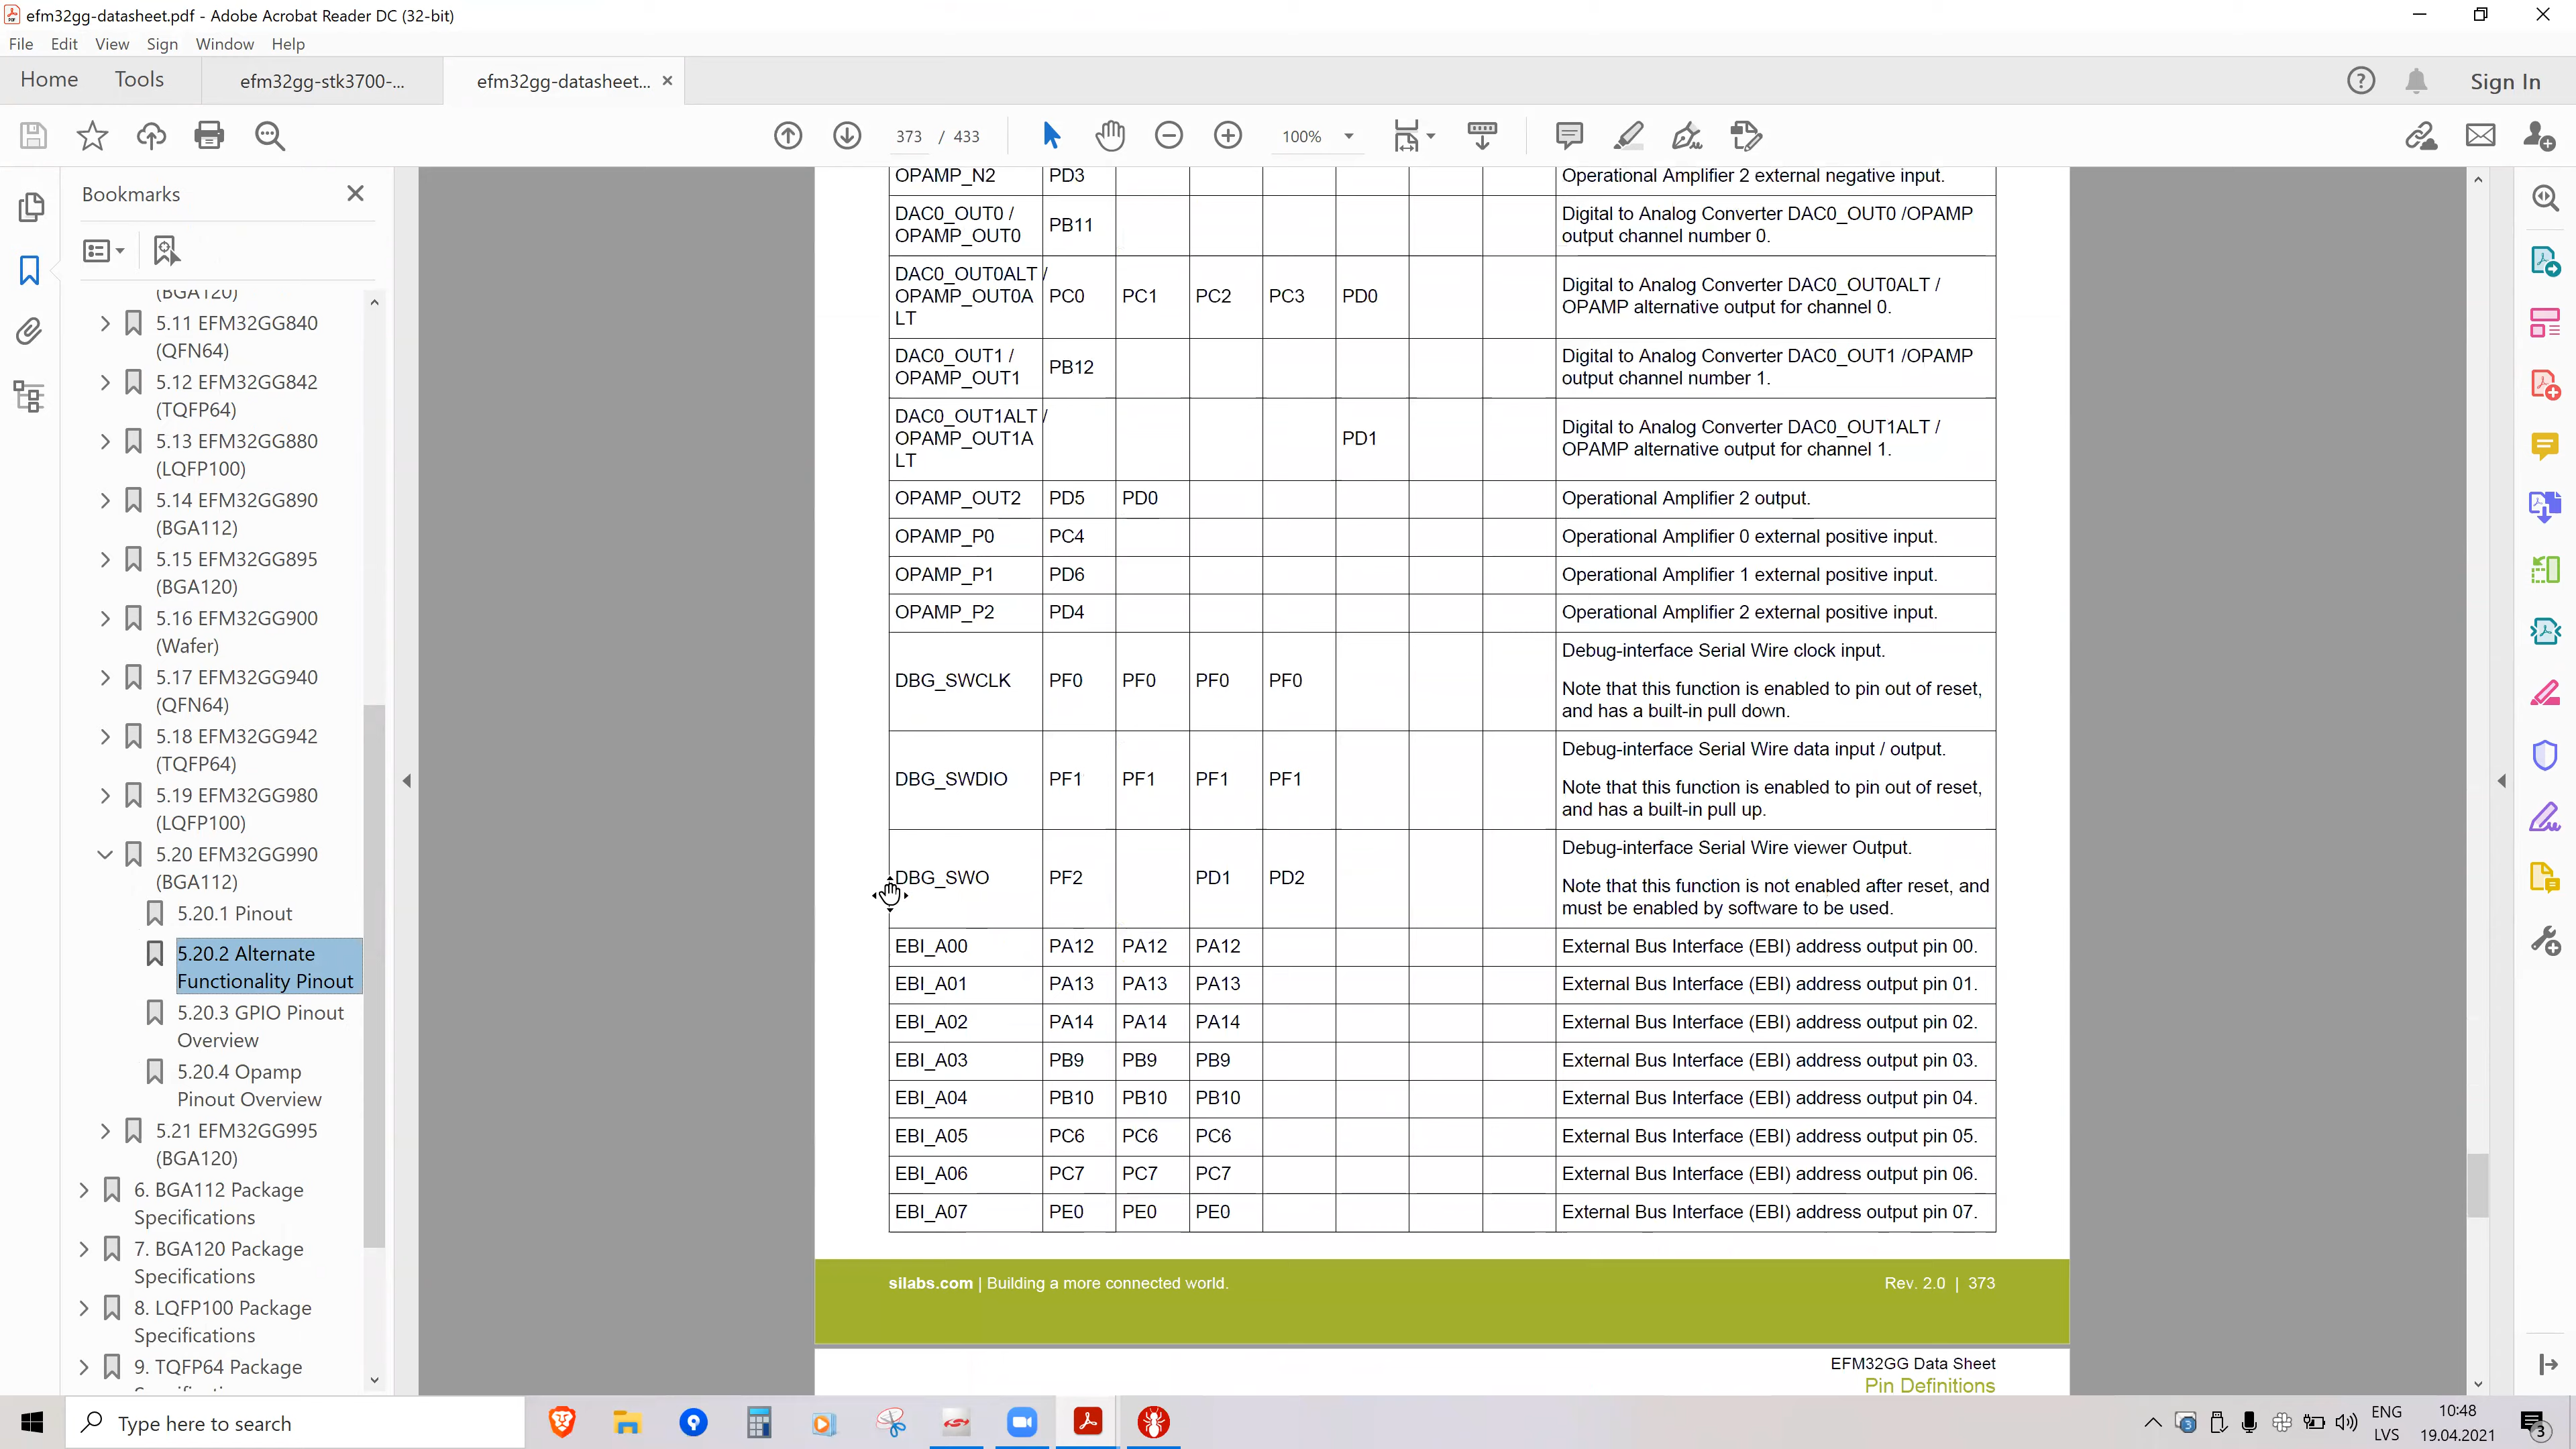 efm32gg-datasheet.pdf - Adobe Acrobat Reader DC (32-bit)
File Edit View Sign Window Help
Home Tools efm32gg-stk3700-... efm32gg-datasheet... Sign In
373 / 433 100%
Bookmarks
(BGA120)
5.11 EFM32GG840
(QFN64)
5.12 EFM32GG842
(TQFP64)
5.13 EFM32GG880
(LQFP100)
5.14 EFM32GG890
(BGA112)
5.15 EFM32GG895
(BGA120)
5.16 EFM32GG900
(Wafer)
5.17 EFM32GG940
(QFN64)
5.18 EFM32GG942
(TQFP64)
5.19 EFM32GG980
(LQFP100)
5.20 EFM32GG990
(BGA112)
5.20.1 Pinout
5.20.2 Alternate
Functionality Pinout
5.20.3 GPIO Pinout
Overview
5.20.4 Opamp
Pinout Overview
5.21 EFM32GG995
(BGA120)
6. BGA112 Package
Specifications
7. BGA120 Package
Specifications
8. LQFP100 Package
Specifications
9. TQFP64 Package
OPAMP_N2 PD3 Operational Amplifier 2 external negative input.
DAC0_OUT0 /
OPAMP_OUT0
PB11
Digital to Analog Converter DAC0_OUT0 /OPAMP
output channel number 0.
DAC0_OUT0ALT /
OPAMP_OUT0A
LT
PC0 PC1 PC2 PC3 PD0
Digital to Analog Converter DAC0_OUT0ALT /
OPAMP alternative output for channel 0.
DAC0_OUT1 /
OPAMP_OUT1
PB12
Digital to Analog Converter DAC0_OUT1 /OPAMP
output channel number 1.
DAC0_OUT1ALT /
OPAMP_OUT1A
LT
PD1
Digital to Analog Converter DAC0_OUT1ALT /
OPAMP alternative output for channel 1.
OPAMP_OUT2 PD5 PD0 Operational Amplifier 2 output.
OPAMP_P0 PC4 Operational Amplifier 0 external positive input.
OPAMP_P1 PD6 Operational Amplifier 1 external positive input.
OPAMP_P2 PD4 Operational Amplifier 2 external positive input.
DBG_SWCLK PF0 PF0 PF0 PF0
Debug-interface Serial Wire clock input.
Note that this function is enabled to pin out of reset,
and has a built-in pull down.
DBG_SWDIO PF1 PF1 PF1 PF1
Debug-interface Serial Wire data input / output.
Note that this function is enabled to pin out of reset,
and has a built-in pull up.
DBG_SWO PF2 PD1 PD2
Debug-interface Serial Wire viewer Output.
Note that this function is not enabled after reset, and
must be enabled by software to be used.
EBI_A00 PA12 PA12 PA12 External Bus Interface (EBI) address output pin 00.
EBI_A01 PA13 PA13 PA13 External Bus Interface (EBI) address output pin 01.
EBI_A02 PA14 PA14 PA14 External Bus Interface (EBI) address output pin 02.
EBI_A03 PB9 PB9 PB9 External Bus Interface (EBI) address output pin 03.
EBI_A04 PB10 PB10 PB10 External Bus Interface (EBI) address output pin 04.
EBI_A05 PC6 PC6 PC6 External Bus Interface (EBI) address output pin 05.
EBI_A06 PC7 PC7 PC7 External Bus Interface (EBI) address output pin 06.
EBI_A07 PE0 PE0 PE0 External Bus Interface (EBI) address output pin 07.
silabs.com | Building a more connected world. Rev. 2.0 | 373
EFM32GG Data Sheet
Pin Definitions
Type here to search
3
ENG
LVS
10:48
19.04.2021
3